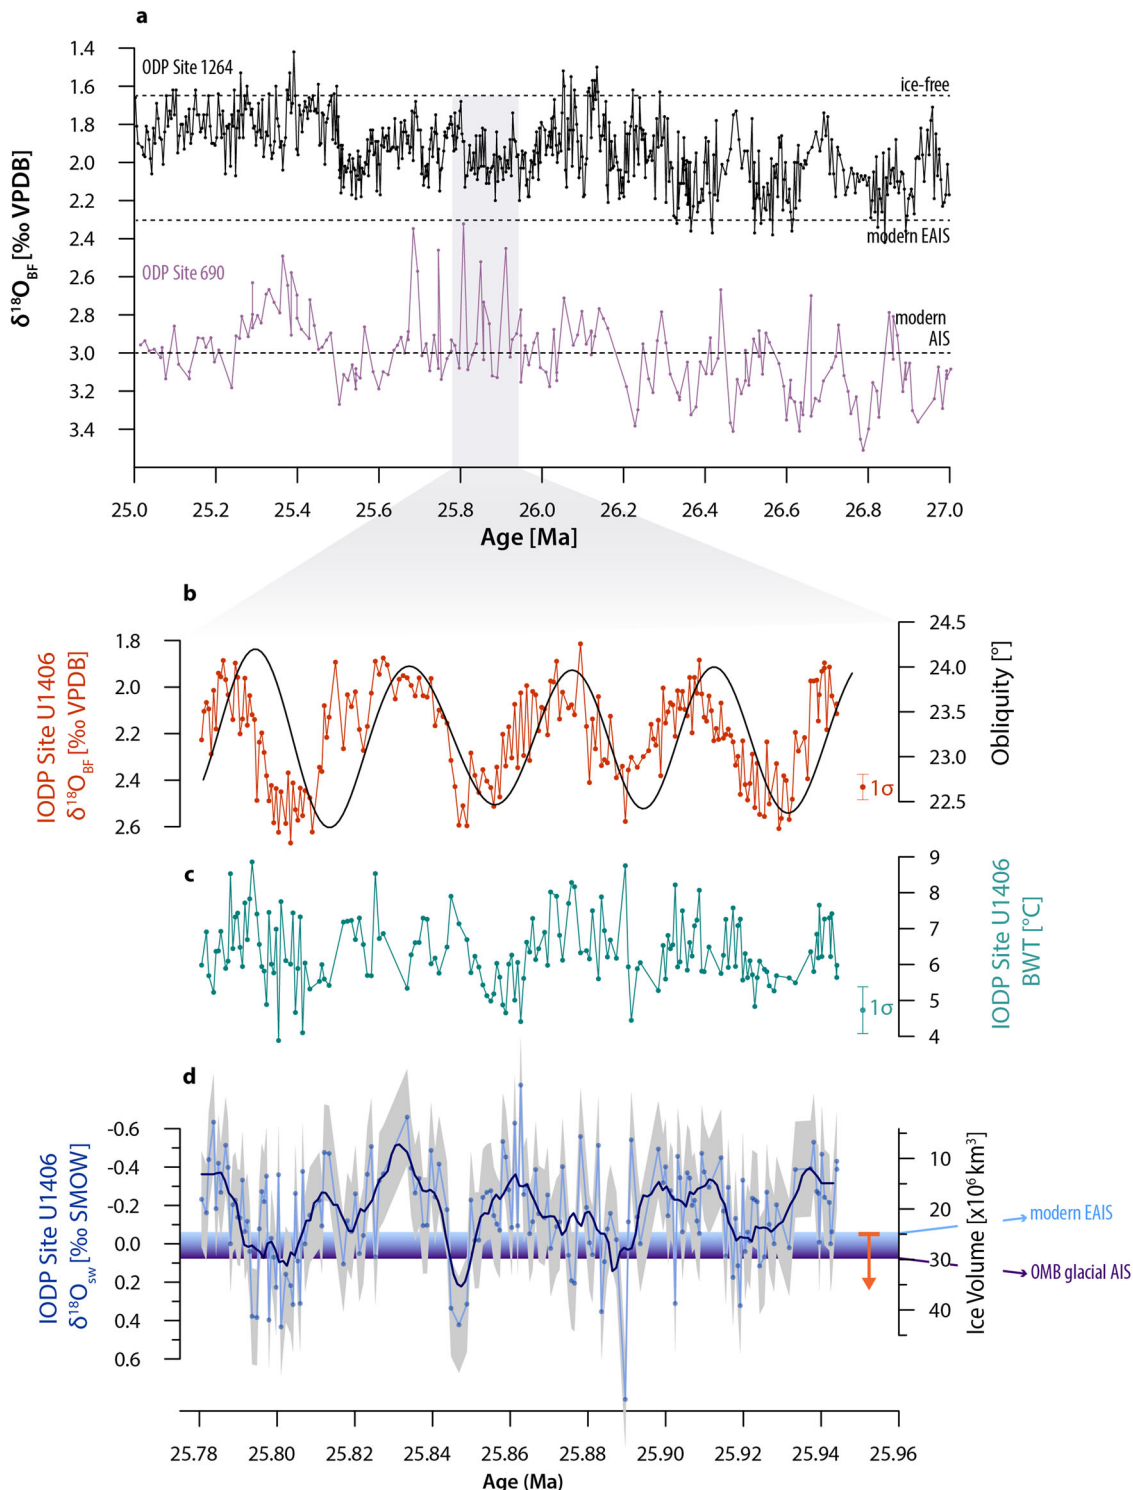 a
1.4
ODP Site 1264
1.6
ice-free
1.8
2.0
2.2
2.4
modern EAIS
ODP Site 690
2.6
2.8
modern
AIS
3.0
3.2
3.4
δ¹⁸O_BF [‰ VPDB]
25.0 25.2 25.4 25.6 25.8 26.0 26.2 26.4 26.6 26.8 27.0
Age [Ma]
b
1.8
2.0
2.2
2.4
2.6
IODP Site U1406
δ¹⁸O_BF [‰ VPDB]
24.5
24.0
23.5
23.0
22.5
Obliquity [°]
1σ
c
9
8
7
6
5
4
IODP Site U1406
BWT [°C]
1σ
d
-0.6
-0.4
-0.2
0.0
0.2
0.4
0.6
IODP Site U1406
δ¹⁸O_sw [‰ SMOW]
10
20
30
40
Ice Volume [x10⁶ km³]
modern EAIS
OMB glacial AIS
25.78 25.80 25.82 25.84 25.86 25.88 25.90 25.92 25.94 25.96
Age (Ma)